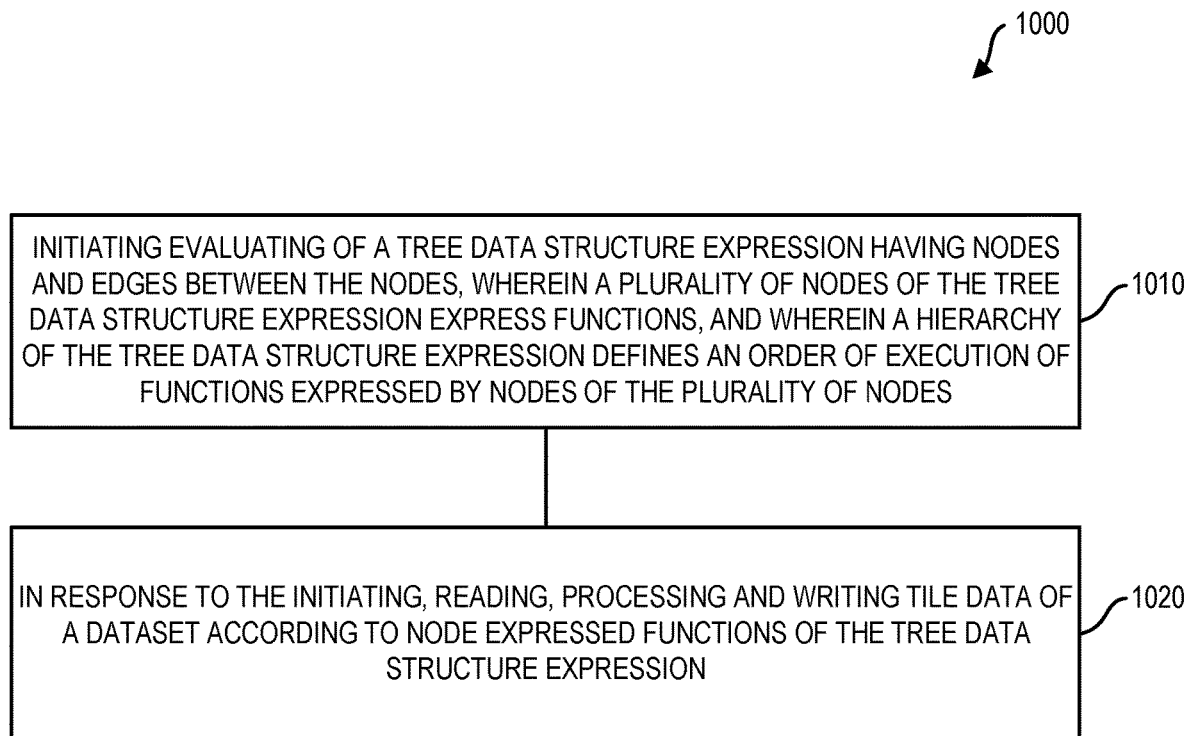 1000
INITIATING EVALUATING OF A TREE DATA STRUCTURE EXPRESSION HAVING NODES
AND EDGES BETWEEN THE NODES, WHEREIN A PLURALITY OF NODES OF THE TREE
DATA STRUCTURE EXPRESSION EXPRESS FUNCTIONS, AND WHEREIN A HIERARCHY
OF THE TREE DATA STRUCTURE EXPRESSION DEFINES AN ORDER OF EXECUTION OF
FUNCTIONS EXPRESSED BY NODES OF THE PLURALITY OF NODES
1010
IN RESPONSE TO THE INITIATING, READING, PROCESSING AND WRITING TILE DATA OF
A DATASET ACCORDING TO NODE EXPRESSED FUNCTIONS OF THE TREE DATA
STRUCTURE EXPRESSION
1020